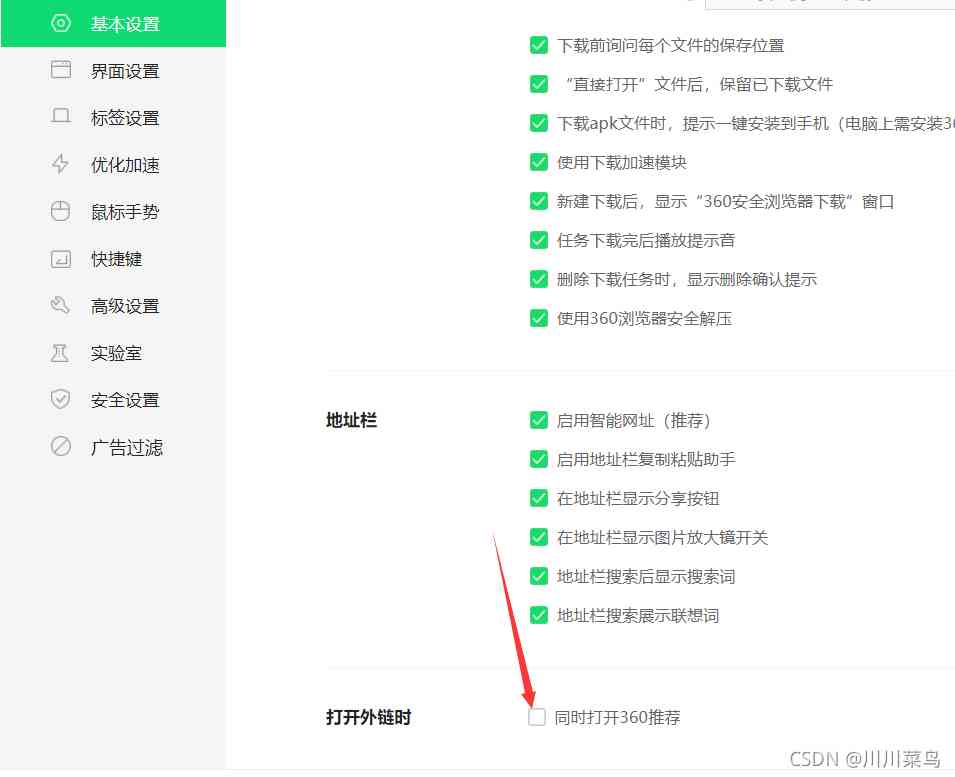 基本设置
界面设置
标签设置
优化加速
鼠标手势
快捷键
高级设置
实验室
安全设置
广告过滤
下载前询问每个文件的保存位置
“直接打开”文件后，保留已下载文件
下载apk文件时，提示一键安装到手机（电脑上需安装36
使用下载加速模块
新建下载后，显示“360安全浏览器下载”窗口
任务下载完后播放提示音
删除下载任务时，显示删除确认提示
使用360浏览器安全解压
地址栏
启用智能网址（推荐）
启用地址栏复制粘贴助手
在地址栏显示分享按钮
在地址栏显示图片放大镜开关
地址栏搜索后显示搜索词
地址栏搜索展示联想词
打开外链时
同时打开360推荐
CSDN @川川菜鸟